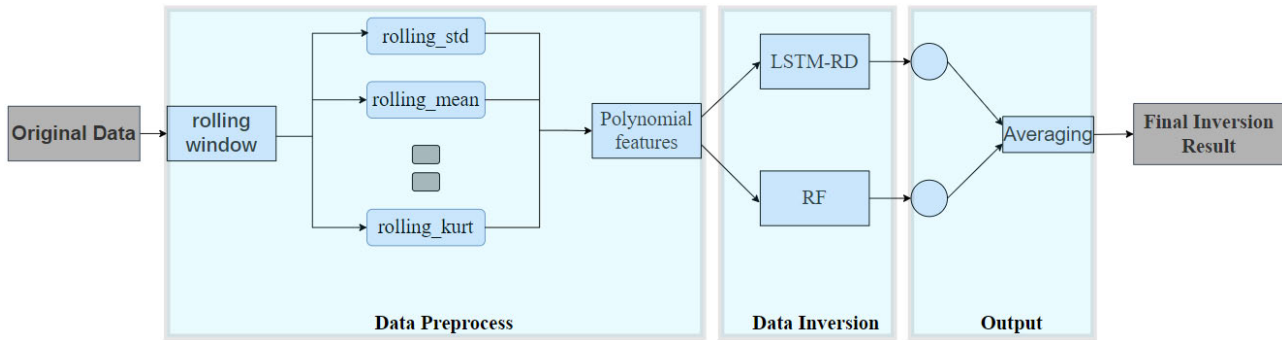 Original Data
rolling
window
rolling_std
rolling_mean
rolling_kurt
Polynomial
features
Data Preprocess
LSTM-RD
RF
Data Inversion
Averaging
Output
Final Inversion
Result